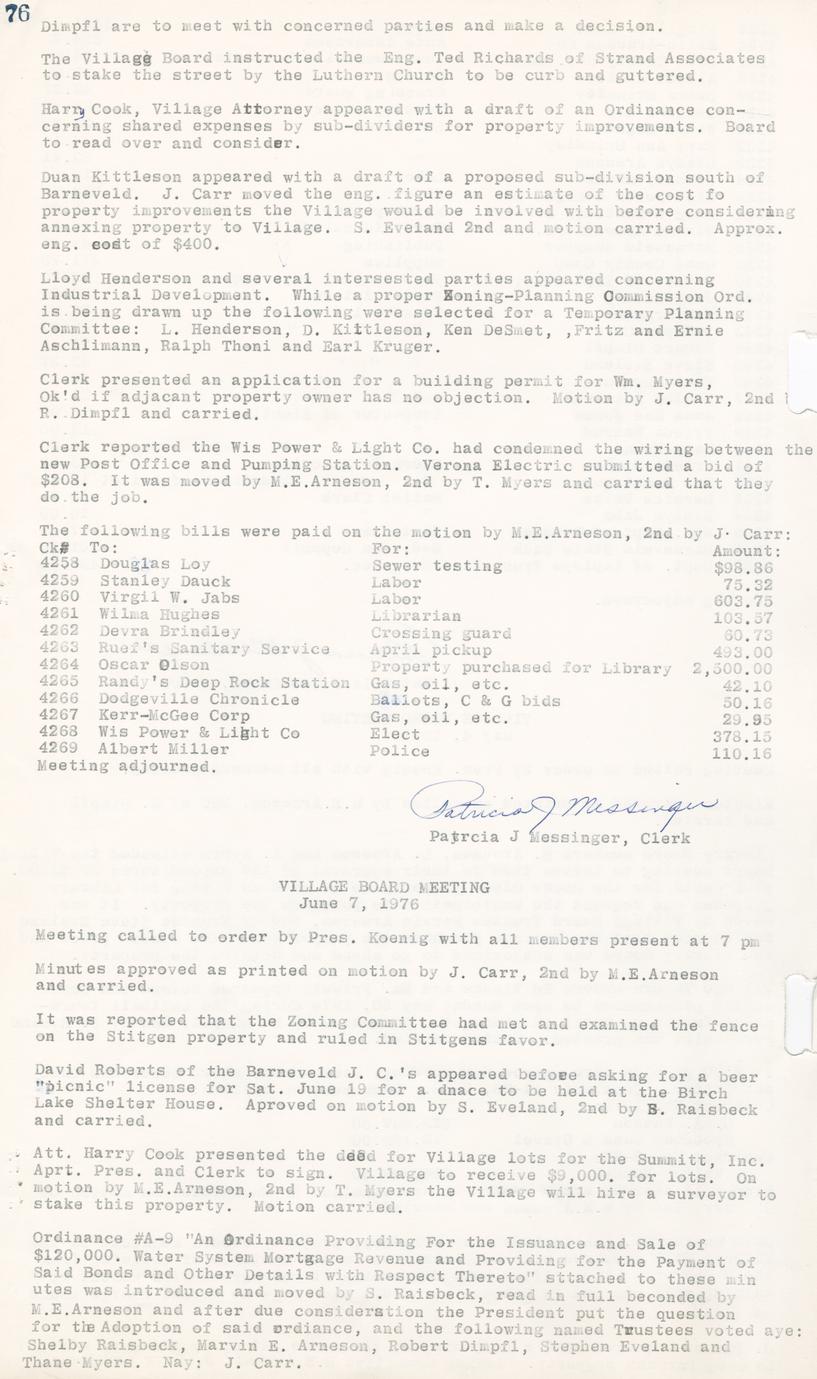 76
Dimpfl are to meet with concerned parties and make a decision.
The Village Board instructed the Eng. Ted Richards of Strand Associates
to stake the street by the Luthern Church to be curb and guttered.
Harry Cook, Village Attorney appeared with a draft of an Ordinance con-
cerning shared expenses by sub-dividers for property improvements. Board
to read over and consider.
Duan Kittleson appeared with a draft of a proposed sub-division south of
Barneveld. J. Carr moved the eng. figure an estimate of the cost fo
property improvements the Village would be involved with before considering
annexing property to Village. S. Eveland 2nd and motion carried. Approx.
eng. cost of $400.
Lloyd Henderson and several intersested parties appeared concerning
Industrial Development. While a proper Zoning-Planning Commission Ord.
is being drawn up the following were selected for a Temporary Planning
Committee: L. Henderson, D. Kittleson, Ken DeSmet, ,Fritz and Ernie
Aschlimann, Ralph Thoni and Earl Kruger.
Clerk presented an application for a building permit for Wm. Myers,
Ok'd if adjacant property owner has no objection. Motion by J. Carr, 2nd
R. Dimpfl and carried.
Clerk reported the Wis Power & Light Co. had condemned the wiring between the
new Post Office and Pumping Station. Verona Electric submitted a bid of
$208. It was moved by M.E.Arneson, 2nd by T. Myers and carried that they
do the job.
The following bills were paid on the motion by M.E.Arneson, 2nd by J. Carr:
Ck# To: For: Amount:
4258 Douglas Loy Sewer testing $98.86
4259 Stanley Dauck Labor 75.32
4260 Virgil W. Jabs Labor 603.75
4261 Wilma Hughes Librarian 103.57
4262 Devra Brindley Crossing guard 60.73
4263 Ruef's Sanitary Service April pickup 493.00
4264 Oscar Olson Property purchased for Library 2,500.00
4265 Randy's Deep Rock Station Gas, oil, etc. 42.10
4266 Dodgeville Chronicle Ballots, C & G bids 50.16
4267 Kerr-McGee Corp Gas, oil, etc. 29.95
4268 Wis Power & Light Co Elect 378.15
4269 Albert Miller Police 110.16
Meeting adjourned.
Patricia J Messinger
Patrcia J Messinger, Clerk
VILLAGE BOARD MEETING
June 7, 1976
Meeting called to order by Pres. Koenig with all members present at 7 pm
Minutes approved as printed on motion by J. Carr, 2nd by M.E.Arneson
and carried.
It was reported that the Zoning Committee had met and examined the fence
on the Stitgen property and ruled in Stitgens favor.
David Roberts of the Barneveld J. C.'s appeared before asking for a beer
"picnic" license for Sat. June 19 for a dnace to be held at the Birch
Lake Shelter House. Aproved on motion by S. Eveland, 2nd by S. Raisbeck
and carried.
Att. Harry Cook presented the deed for Village lots for the Summitt, Inc.
Aprt. Pres. and Clerk to sign. Village to receive $9,000. for lots. On
motion by M.E.Arneson, 2nd by T. Myers the Village will hire a surveyor to
stake this property. Motion carried.
Ordinance #A-9 "An Ordinance Providing For the Issuance and Sale of
$120,000. Water System Mortgage Revenue and Providing for the Payment of
Said Bonds and Other Details with Respect Thereto" sttached to these min
utes was introduced and moved by S. Raisbeck, read in full beconded by
M.E.Arneson and after due consideration the President put the question
for the Adoption of said ordiance, and the following named Trustees voted aye:
Shelby Raisbeck, Marvin E. Arneson, Robert Dimpfl, Stephen Eveland and
Thane Myers. Nay: J. Carr.